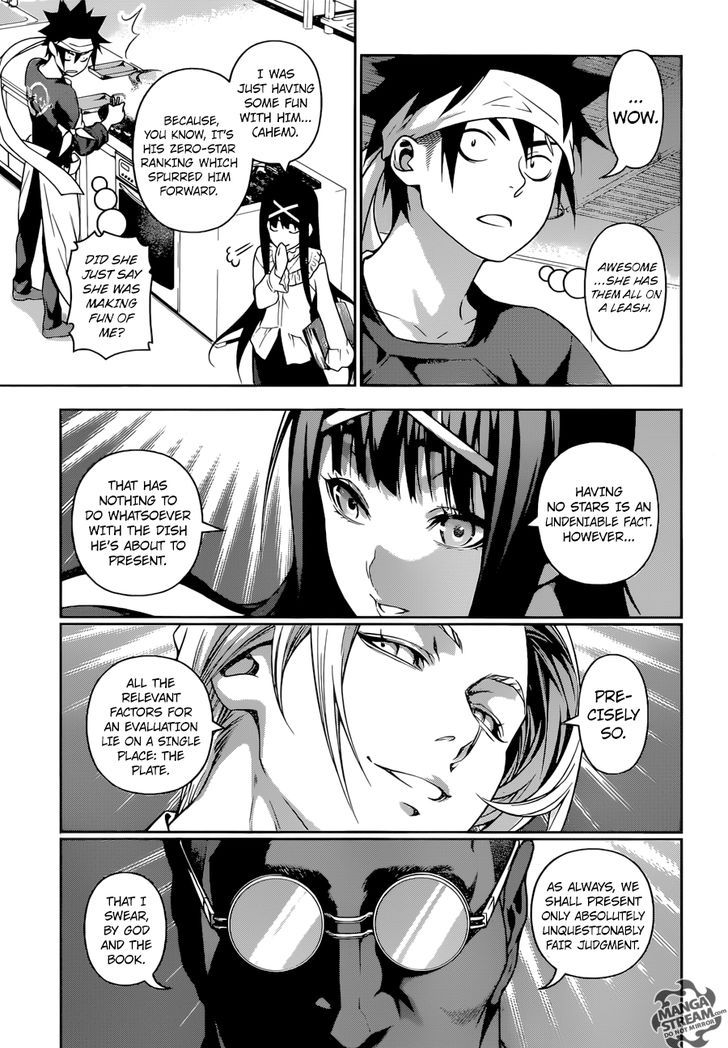 ...
WOW.
AWESOME
...SHE HAS
THEM ALL ON
A LEASH.
I WAS
JUST HAVING
SOME FUN
WITH HIM...
(AHEM).
BECAUSE,
YOU KNOW, IT'S
HIS ZERO-STAR
RANKING WHICH
SPURRED HIM
FORWARD.
DID SHE
JUST SAY
SHE WAS
MAKING
FUN OF
ME?
HAVING
NO STARS IS AN
UNDENIABLE FACT.
HOWEVER...
THAT HAS
NOTHING TO
DO WHATSOEVER
WITH THE DISH
HE'S ABOUT TO
PRESENT.
PRE-
CISELY
SO.
ALL THE
RELEVANT
FACTORS FOR
AN EVALUATION
LIE ON A SINGLE
PLACE: THE
PLATE.
AS ALWAYS, WE
SHALL PRESENT
ONLY ABSOLUTELY
UNQUESTIONABLY
FAIR JUDGMENT.
THAT I
SWEAR,
BY GOD
AND THE
BOOK.
MANGA
STREAM.com
DO NOT MIRROR